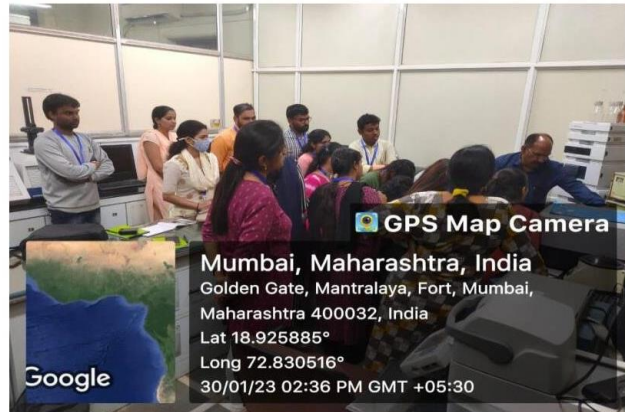 GPS Map Camera
Mumbai, Maharashtra, India
Golden Gate, Mantralaya, Fort, Mumbai,
Maharashtra 400032, India
Lat 18.925885°
Long 72.830516°
30/01/23 02:36 PM GMT +05:30
Google